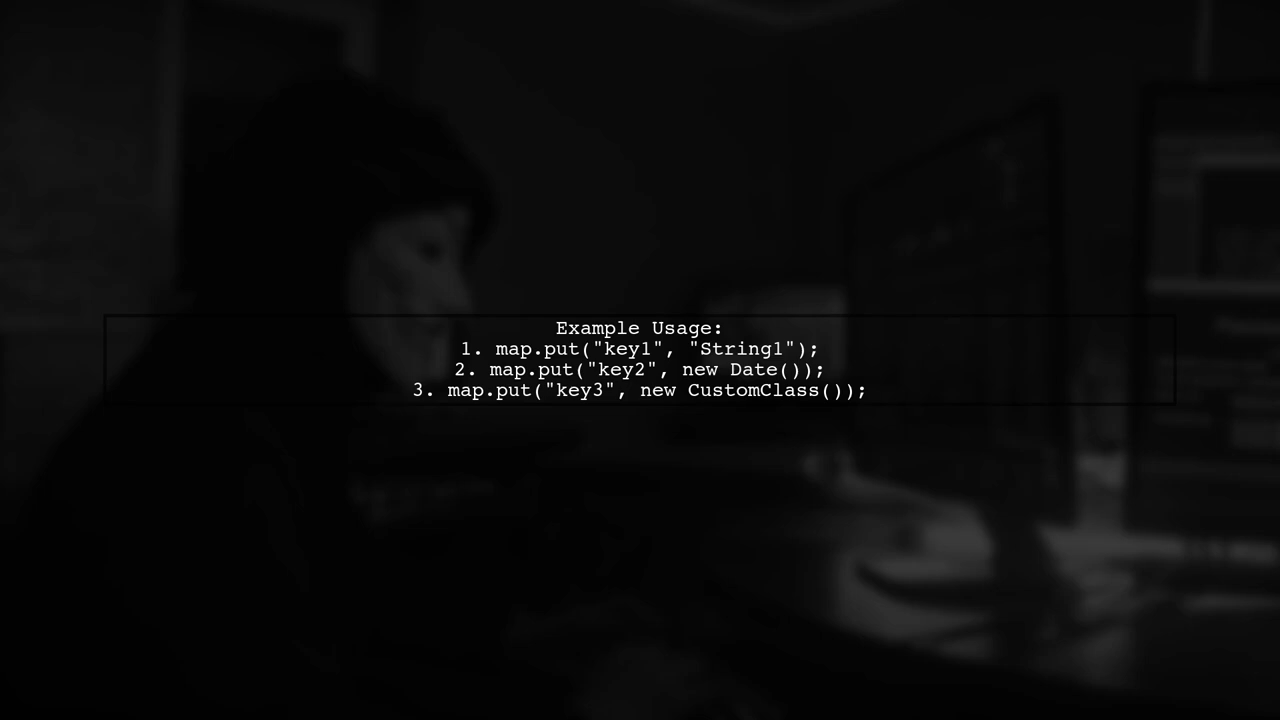 Example Usage:
1. map.put("key1", "String1");
2. map.put("key2", new Date());
3. map.put("key3", new CustomClass());